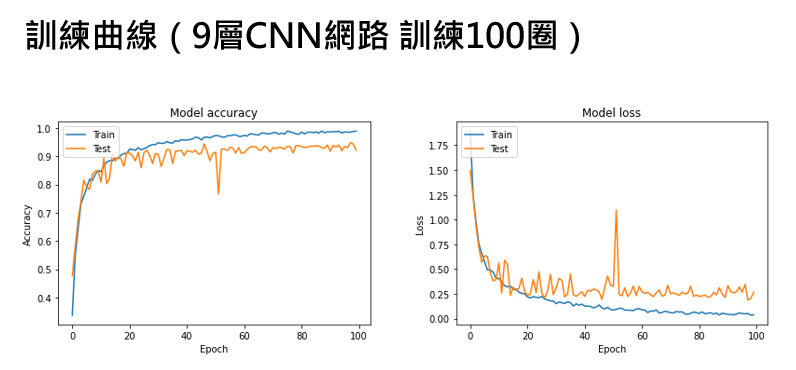 訓練曲線（9層CNN網路 訓練100圈）
Model accuracy
Train
Test
1.0
0.9
0.8
0.7
0.6
0.5
0.4
Accuracy
0 20 40 60 80 100
Epoch
Model loss
Train
Test
1.75
1.50
1.25
1.00
0.75
0.50
0.25
0.00
Loss
0 20 40 60 80 100
Epoch